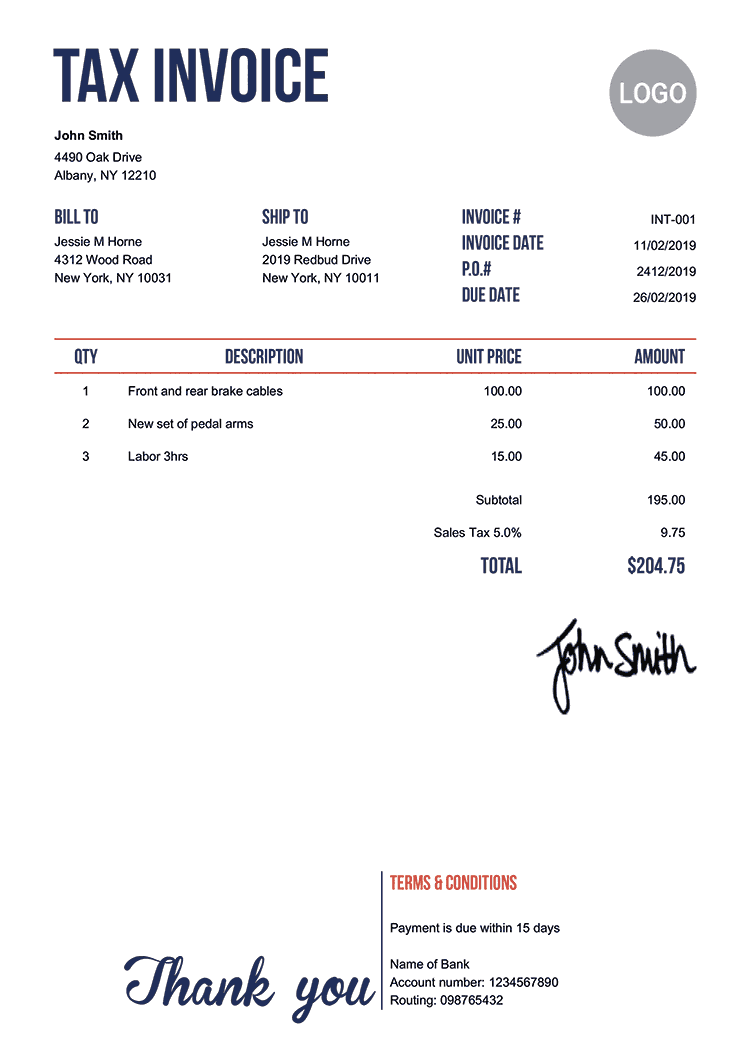 TAX INVOICE
LOGO
John Smith
4490 Oak Drive
Albany, NY 12210
BILL TO
Jessie M Horne
4312 Wood Road
New York, NY 10031
SHIP TO
Jessie M Horne
2019 Redbud Drive
New York, NY 10011
INVOICE # INT-001
INVOICE DATE 11/02/2019
P.O.# 2412/2019
DUE DATE 26/02/2019
QTY DESCRIPTION UNIT PRICE AMOUNT
1 Front and rear brake cables 100.00 100.00
2 New set of pedal arms 25.00 50.00
3 Labor 3hrs 15.00 45.00
Subtotal 195.00
Sales Tax 5.0% 9.75
TOTAL $204.75
John Smith
TERMS & CONDITIONS
Payment is due within 15 days
Name of Bank
Account number: 1234567890
Routing: 098765432
Thank you